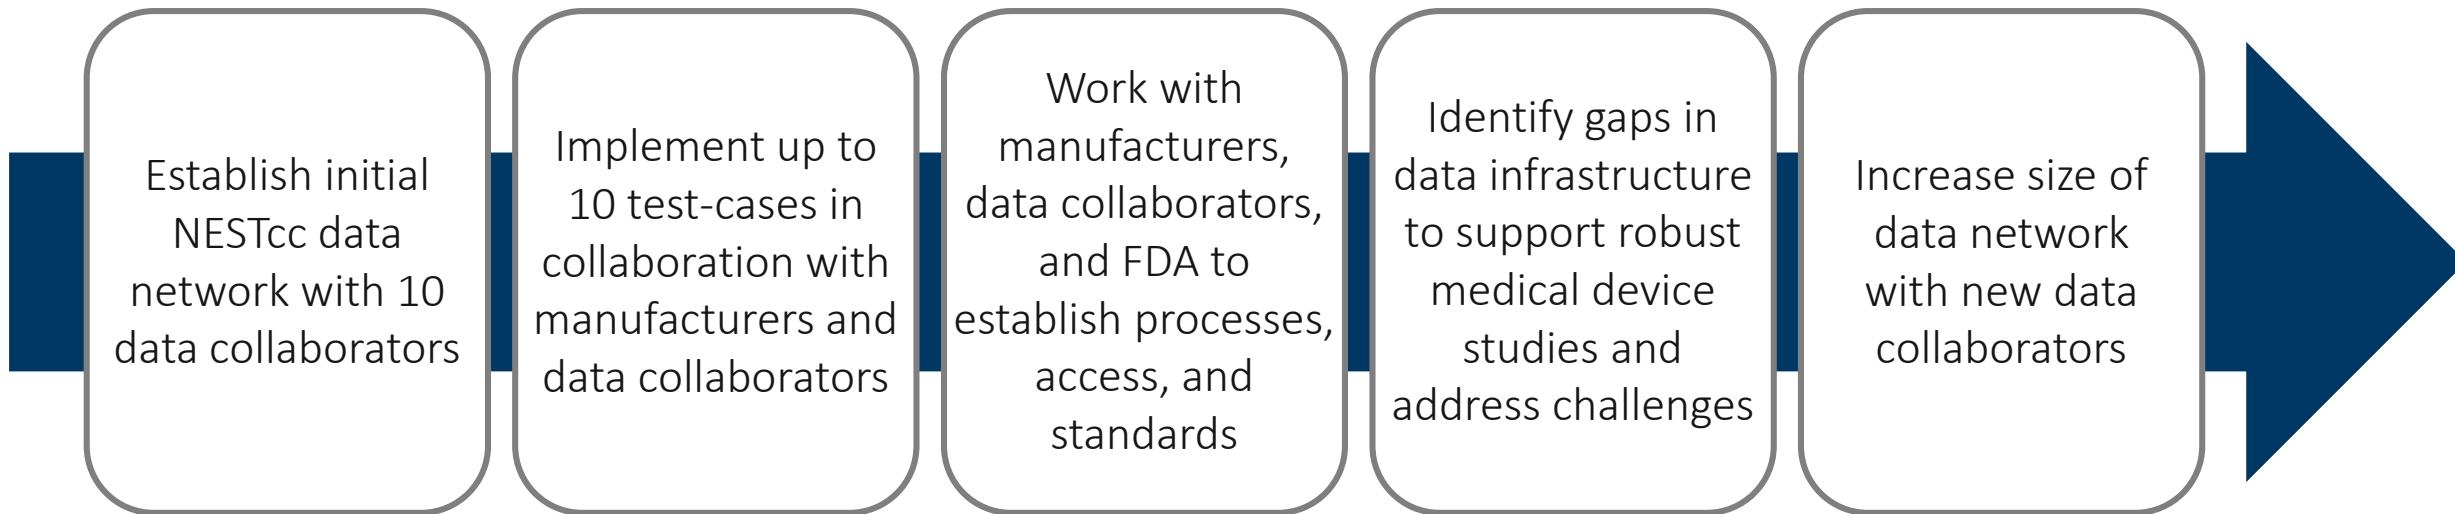 Establish initial
NESTcc data
network with 10
data collaborators
Implement up to
10 test-cases in
collaboration with
manufacturers and
data collaborators
Work with
manufacturers,
data collaborators,
and FDA to
establish processes,
access, and
standards
Identify gaps in
data infrastructure
to support robust
medical device
studies and
address challenges
Increase size of
data network
with new data
collaborators